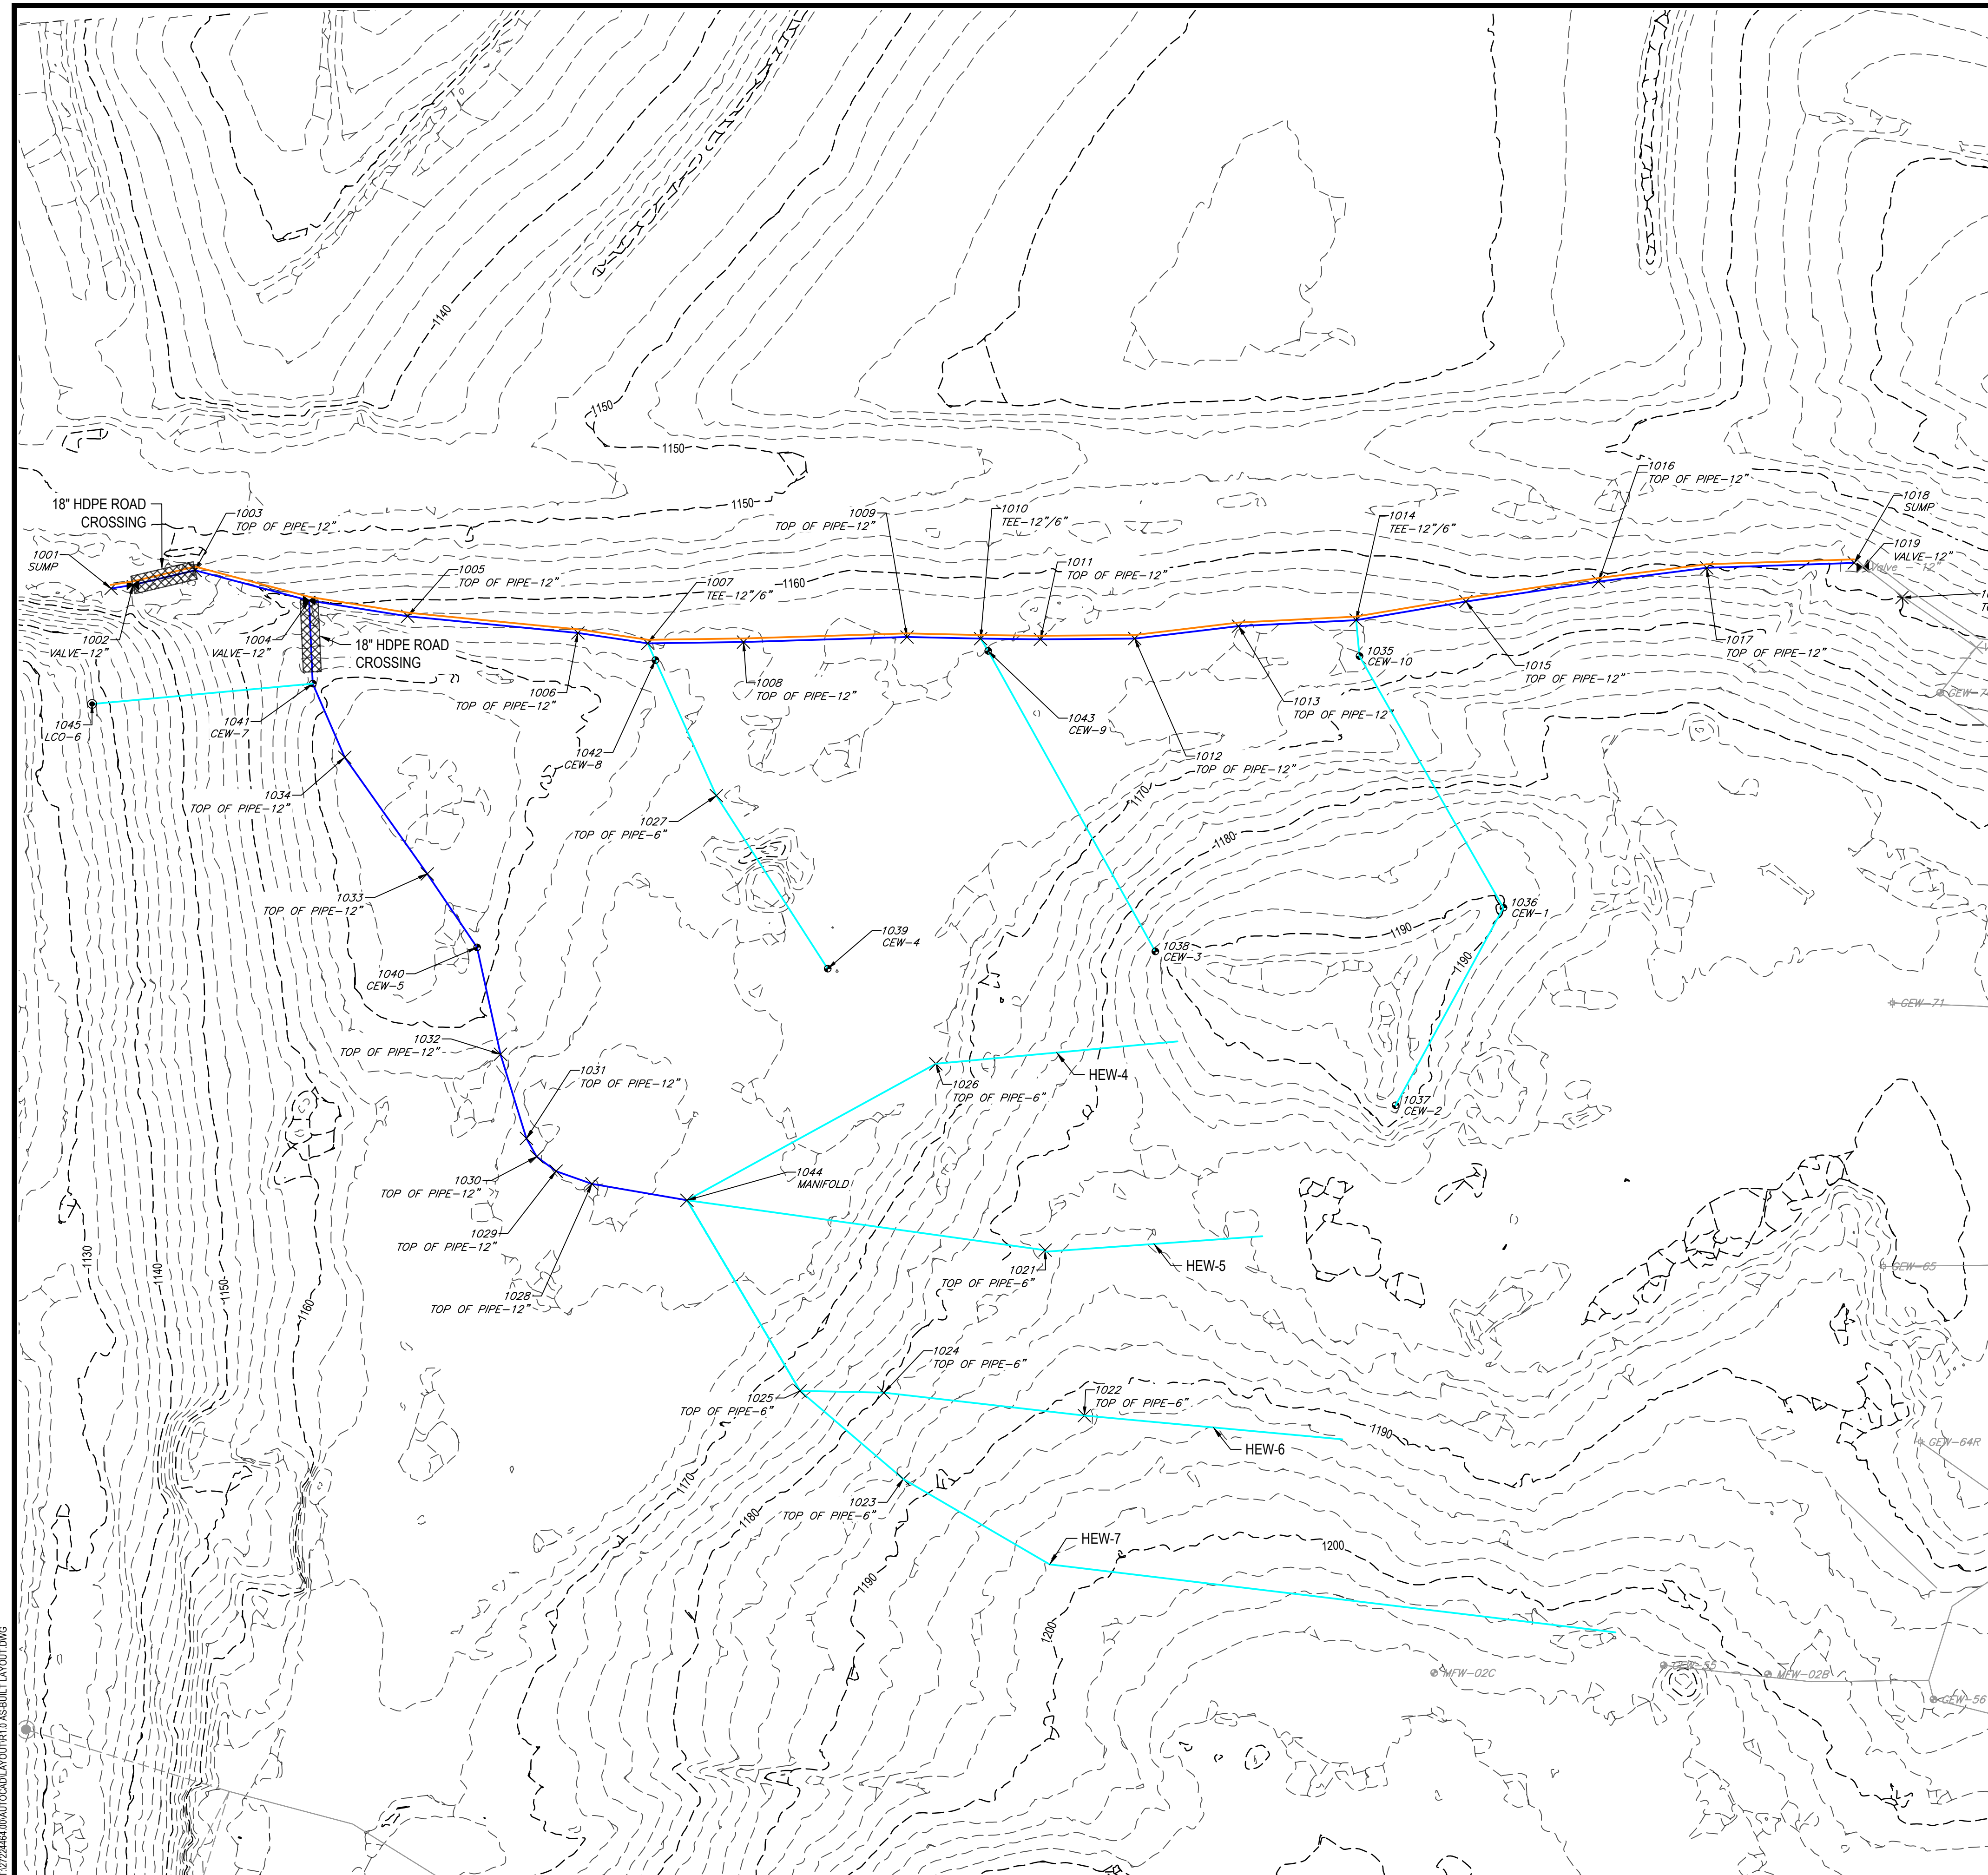 1140
1150
1150
1150
1160
18" HDPE ROAD
CROSSING
1003
TOP OF PIPE-12"
1001
SUMP
1005
TOP OF PIPE-12"
1007
TEE-12"/6"
1009
TOP OF PIPE-12"
1010
TEE-12"/6"
1011
TOP OF PIPE-12"
1014
TEE-12"/6"
1016
TOP OF PIPE-12"
1018
SUMP
1019
VALVE-12"
Valve - 12"
1002
VALVE-12"
1004
VALVE-12"
18" HDPE ROAD
CROSSING
1006
TOP OF PIPE-12"
1008
TOP OF PIPE-12"
1035
CEW-10
1015
TOP OF PIPE-12"
1017
TOP OF PIPE-12"
1013
TOP OF PIPE-12"
1045
LCO-6
1041
CEW-7
1042
CEW-8
1043
CEW-9
1012
TOP OF PIPE-12"
1034
TOP OF PIPE-12"
1027
TOP OF PIPE-6"
1170
1180
1033
TOP OF PIPE-12"
1036
CEW-1
1039
CEW-4
1190
1038
CEW-3
1190
1040
CEW-5
GEW-71
1032
TOP OF PIPE-12"
1031
TOP OF PIPE-12"
HEW-4
1026
TOP OF PIPE-6"
1037
CEW-2
1030
TOP OF PIPE-12"
1044
MANIFOLD
1029
TOP OF PIPE-12"
1130
1140
1150
1160
1021
TOP OF PIPE-6"
HEW-5
GEW-65
1028
TOP OF PIPE-12"
1024
TOP OF PIPE-6"
1025
TOP OF PIPE-6"
1022
TOP OF PIPE-6"
1190
HEW-6
GEW-64R
1170
1180
1023
TOP OF PIPE-6"
HEW-7
1200
1190
1200
MFW-02C
MFW-02B
GEW-56